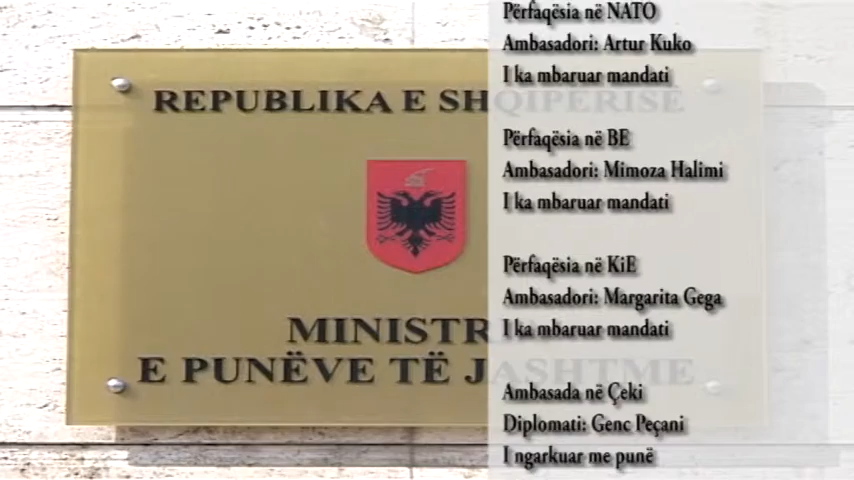 REPUBLIKA E SHQIPERISE
MINISTR
E PUNËVE TË JASHTME
Përfaqësia në NATO
Ambasadori: Artur Kuko
I ka mbaruar mandati
Përfaqësia në BE
Ambasadori: Mimoza Halimi
I ka mbaruar mandati
Përfaqësia në KiE
Ambasadori: Margarita Gega
I ka mbaruar mandati
Ambasada në Çeki
Diplomati: Genc Peçani
I ngarkuar me punë